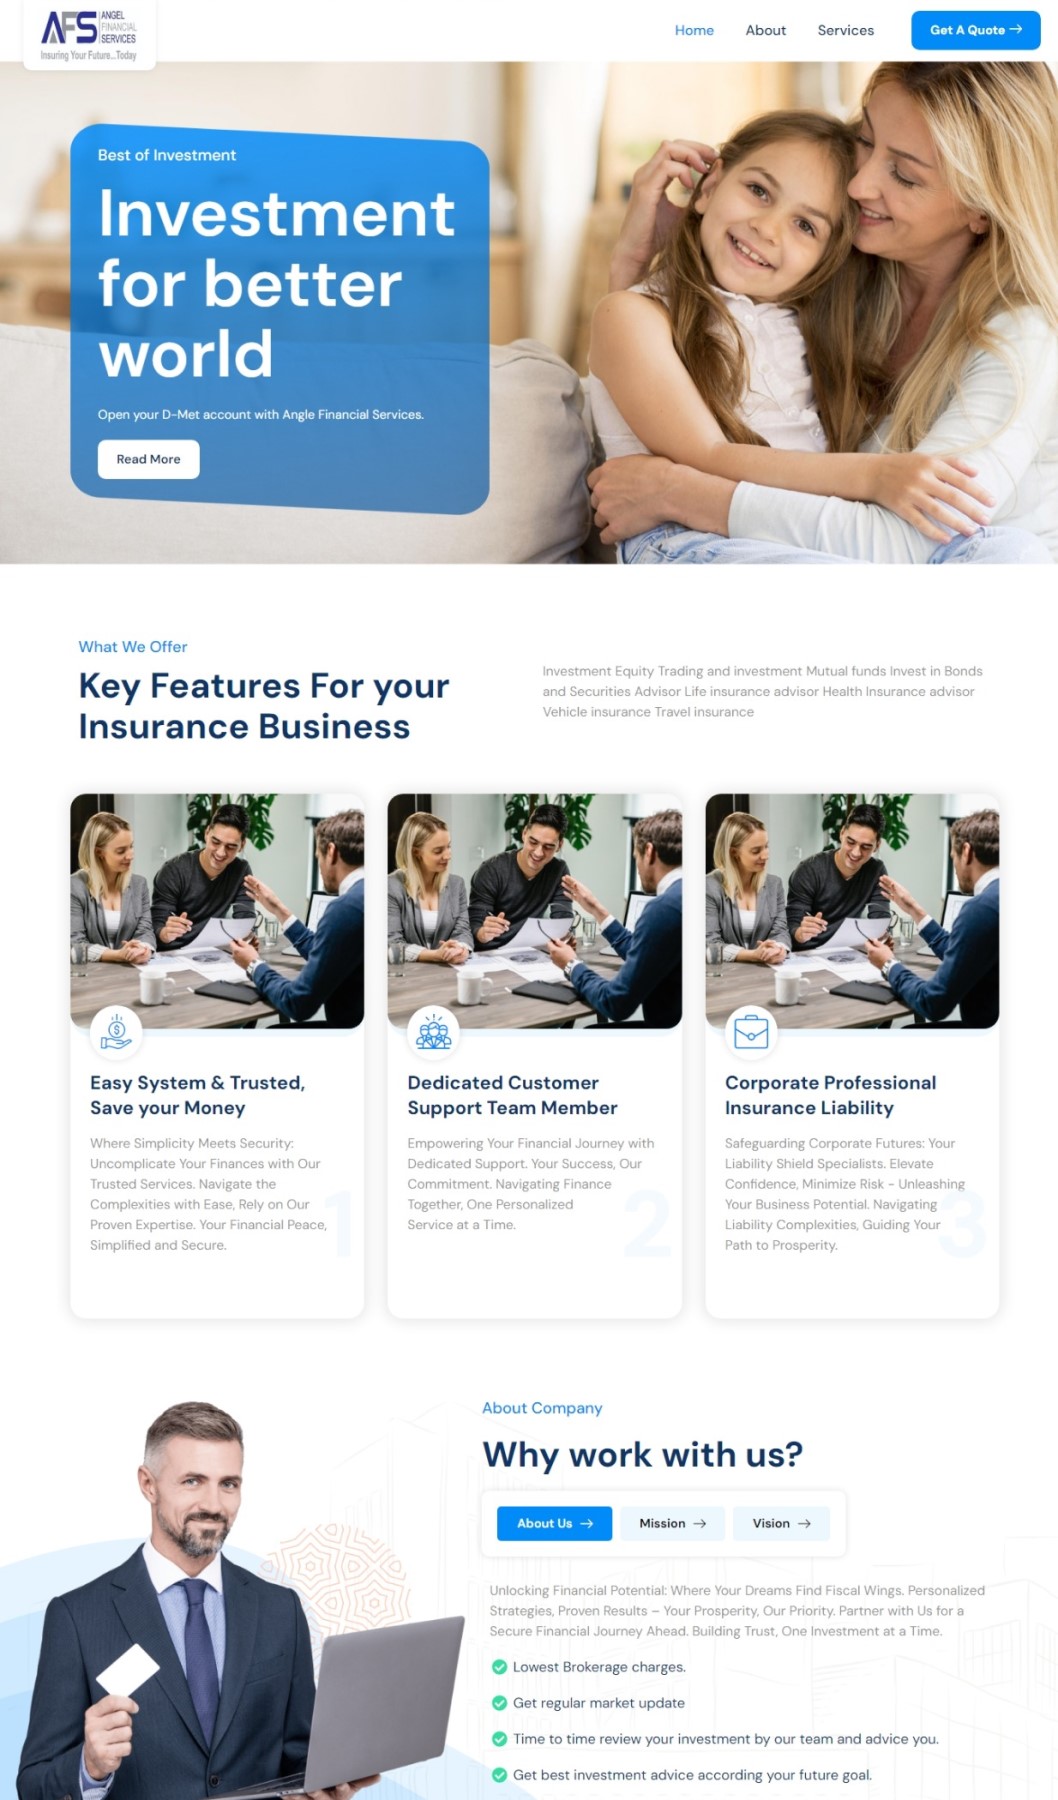 AFS ANGEL
FINANCIAL
SERVICES
Insuring Your Future...Today
Home About Services Get A Quote →
Best of Investment
Investment
for better
world
Open your D-Met account with Angle Financial Services.
Read More
What We Offer
Key Features For your
Insurance Business
Investment Equity Trading and investment Mutual funds Invest in Bonds
and Securities Advisor Life insurance advisor Health Insurance advisor
Vehicle insurance Travel insurance
Easy System & Trusted,
Save your Money
Where Simplicity Meets Security:
Uncomplicate Your Finances with Our
Trusted Services. Navigate the
Complexities with Ease, Rely on Our
Proven Expertise. Your Financial Peace,
Simplified and Secure.
1
Dedicated Customer
Support Team Member
Empowering Your Financial Journey with
Dedicated Support. Your Success, Our
Commitment. Navigating Finance
Together, One Personalized
Service at a Time.
2
Corporate Professional
Insurance Liability
Safeguarding Corporate Futures: Your
Liability Shield Specialists. Elevate
Confidence, Minimize Risk - Unleashing
Your Business Potential. Navigating
Liability Complexities, Guiding Your
Path to Prosperity.
3
About Company
Why work with us?
About Us → Mission → Vision →
Unlocking Financial Potential: Where Your Dreams Find Fiscal Wings. Personalized
Strategies, Proven Results – Your Prosperity, Our Priority. Partner with Us for a
Secure Financial Journey Ahead. Building Trust, One Investment at a Time.
Lowest Brokerage charges.
Get regular market update
Time to time review your investment by our team and advice you.
Get best investment advice according your future goal.